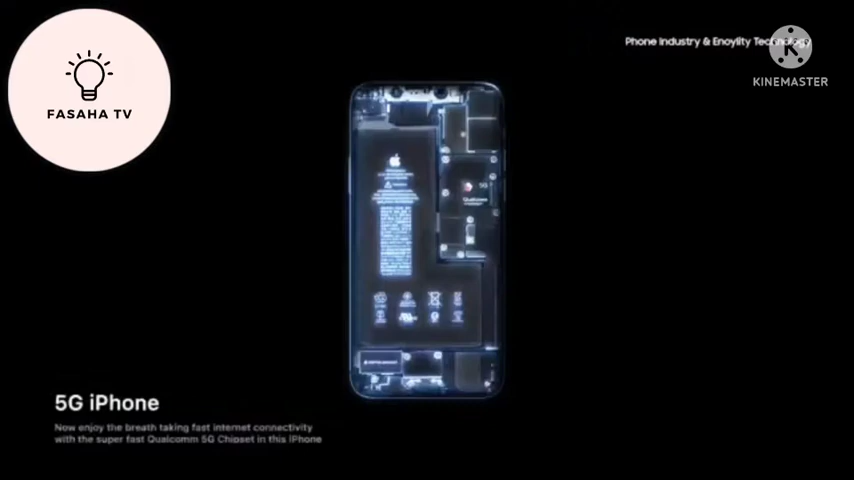 FASAHA TV
Phone Industry & Enoylity Technology
KINEMASTER
5G
Qualcomm
5G iPhone
Now enjoy the breath taking fast internet connectivity
with the super fast Qualcomm 5G Chipset in this iPhone